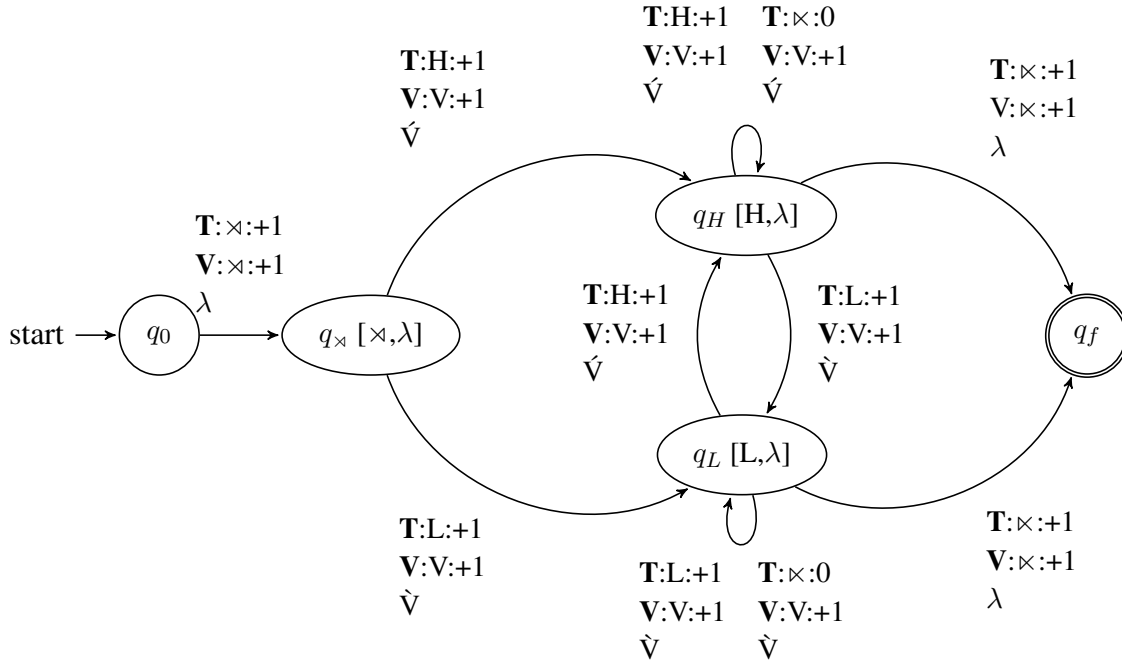 T:H:+1
V:V:+1
V́
T:⋉:0
V:V:+1
V́
T:H:+1
V:V:+1
V́
T:⋉:+1
V:⋉:+1
λ
q_H [H,λ]
T:⋊:+1
V:⋊:+1
λ
T:H:+1
V:V:+1
V́
T:L:+1
V:V:+1
V̀
start
q_0
q_⋊ [⋊,λ]
q_f
q_L [L,λ]
T:L:+1
V:V:+1
V̀
T:L:+1
V:V:+1
V̀
T:⋉:0
V:V:+1
V̀
T:⋉:+1
V:⋉:+1
λ